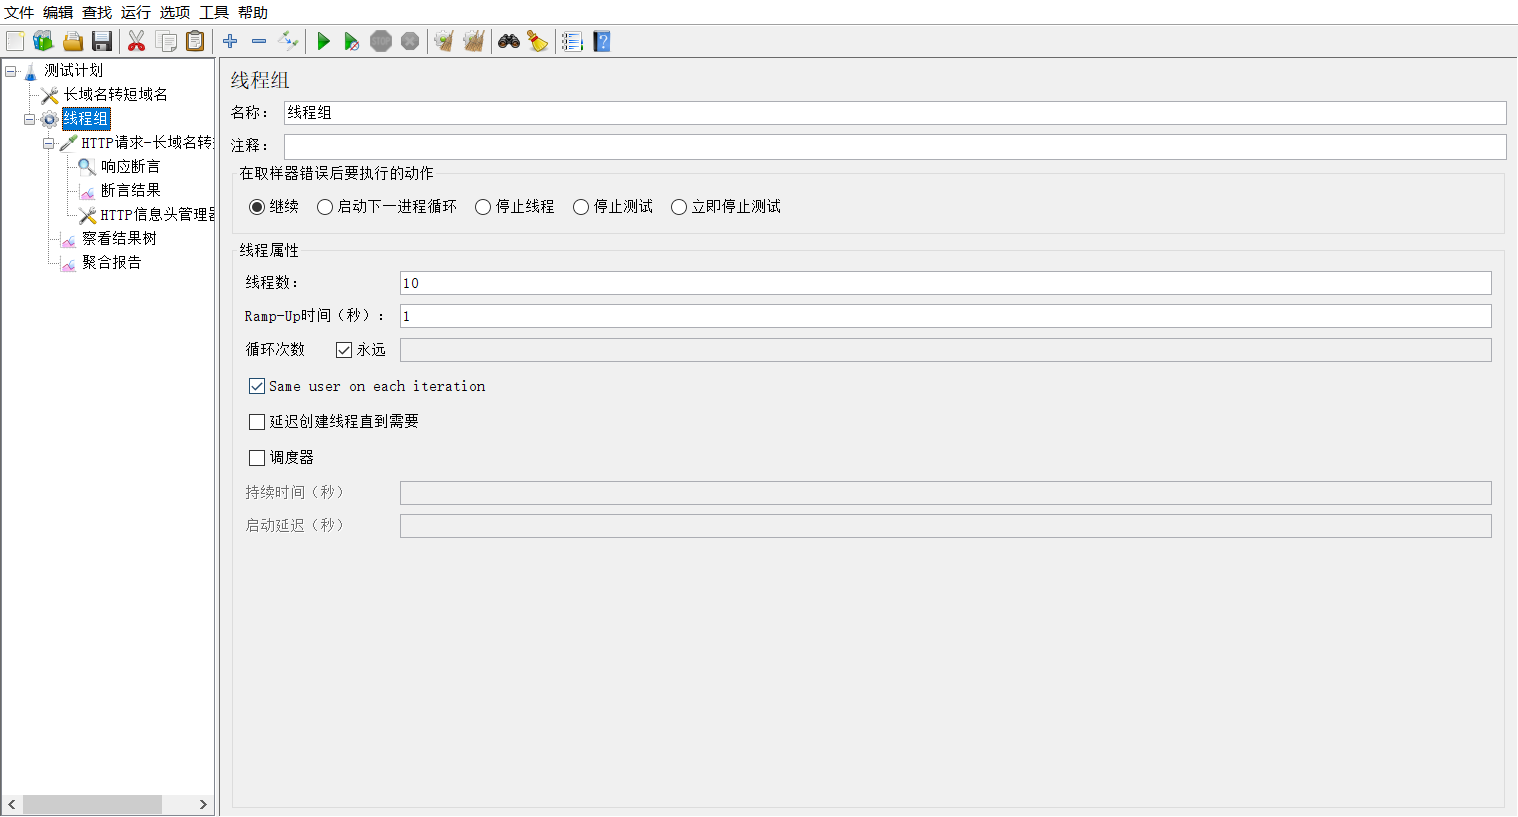 文件 编辑 查找 运行 选项 工具 帮助
STOP
测试计划
长域名转短域名
线程组
HTTP请求-长域名转
响应断言
断言结果
HTTP信息头管理器
察看结果树
聚合报告
线程组
名称： 线程组
注释：
在取样器错误后要执行的动作
继续 启动下一进程循环 停止线程 停止测试 立即停止测试
线程属性
线程数： 10
Ramp-Up时间（秒）： 1
循环次数 永远
Same user on each iteration
延迟创建线程直到需要
调度器
持续时间（秒）
启动延迟（秒）